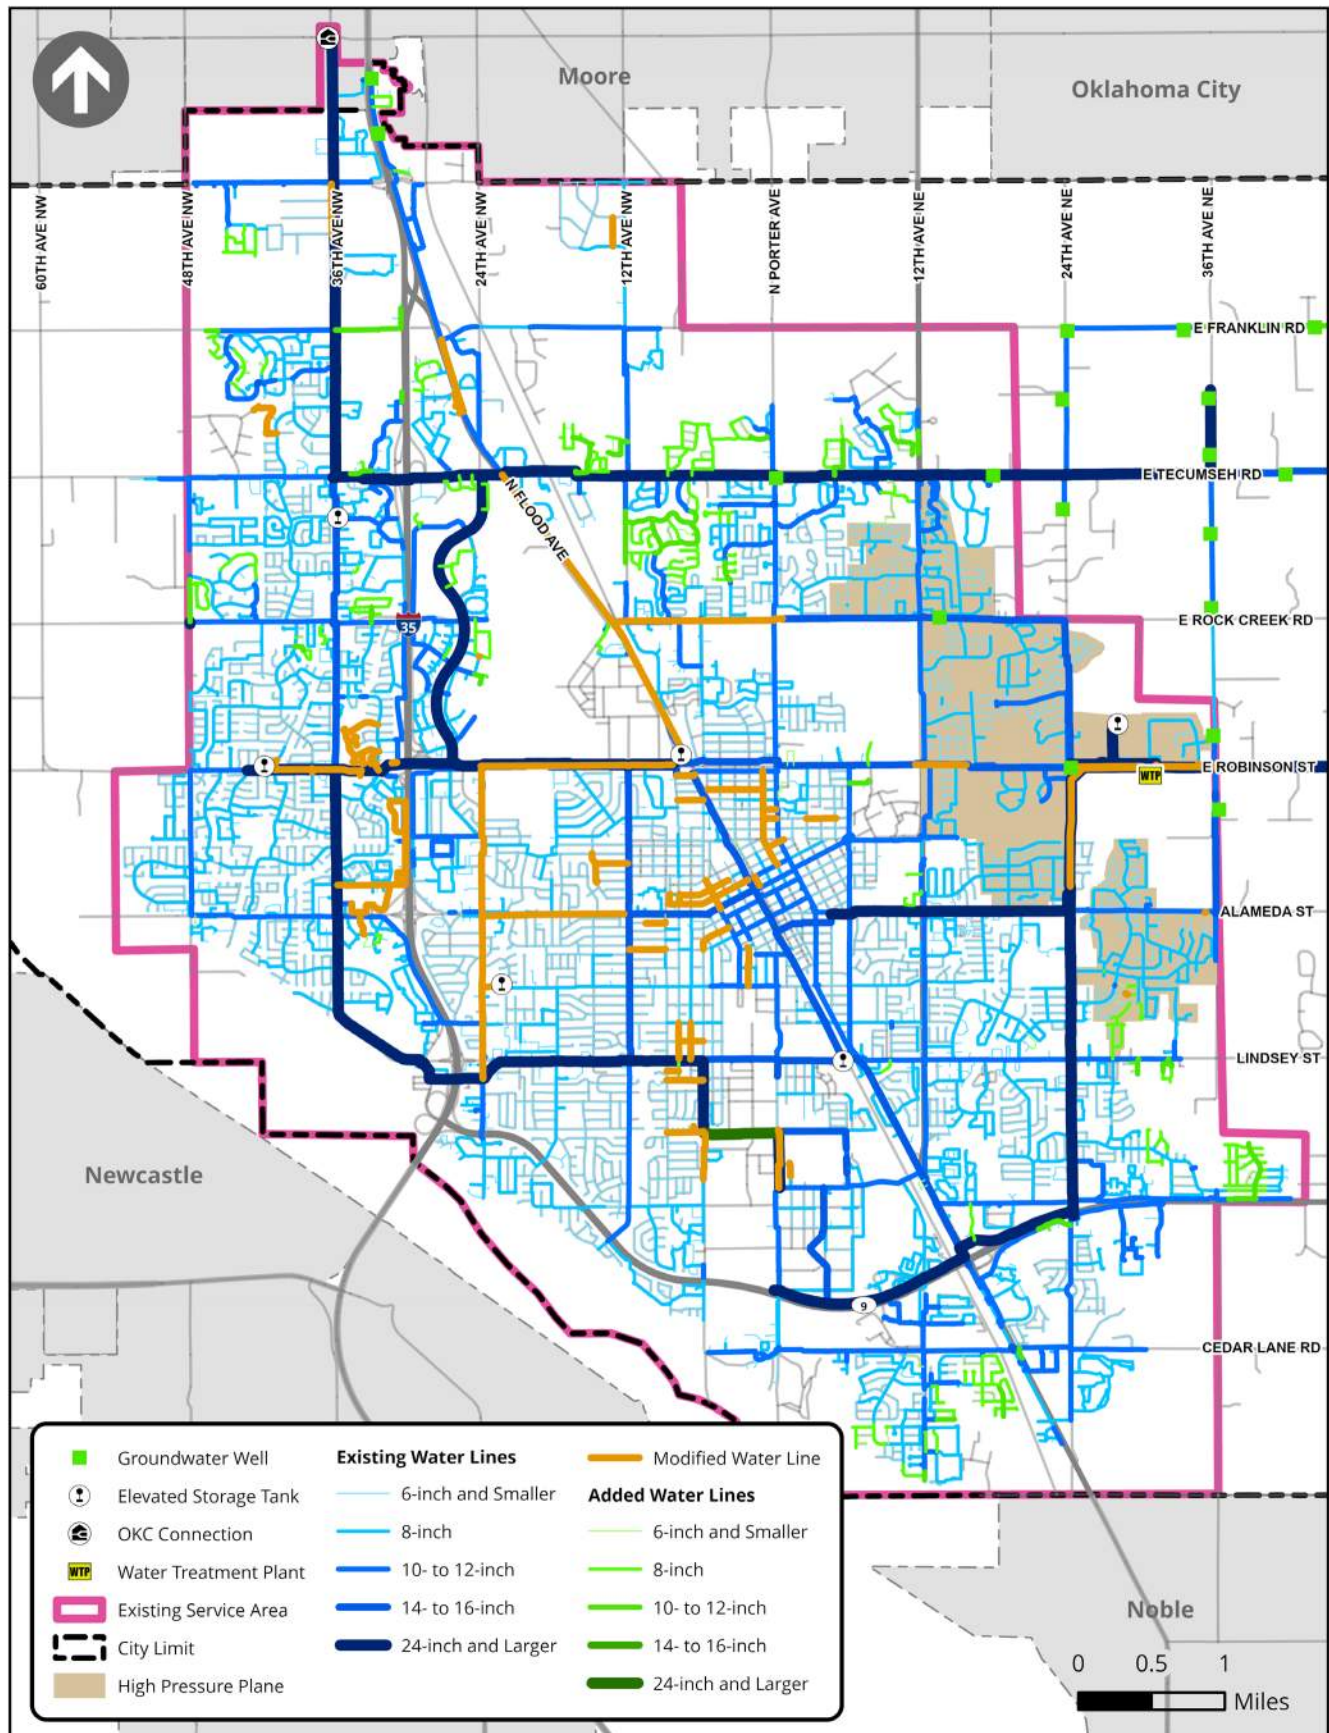 Moore
Oklahoma City
60TH AVE NW
48TH AVE NW
36TH AVE NW
24TH AVE NW
12TH AVE NW
N PORTER AVE
12TH AVE NE
24TH AVE NE
36TH AVE NE
E FRANKLIN RD
E TECUMSEH RD
N FLOOD AVE
35
E ROCK CREEK RD
E ROBINSON ST
WTP
ALAMEDA ST
LINDSEY ST
Newcastle
9
CEDAR LANE RD
Noble
Groundwater Well
Elevated Storage Tank
OKC Connection
WTP Water Treatment Plant
Existing Service Area
City Limit
High Pressure Plane
Existing Water Lines
6-inch and Smaller
8-inch
10- to 12-inch
14- to 16-inch
24-inch and Larger
Modified Water Line
Added Water Lines
6-inch and Smaller
8-inch
10- to 12-inch
14- to 16-inch
24-inch and Larger
0 0.5 1
Miles